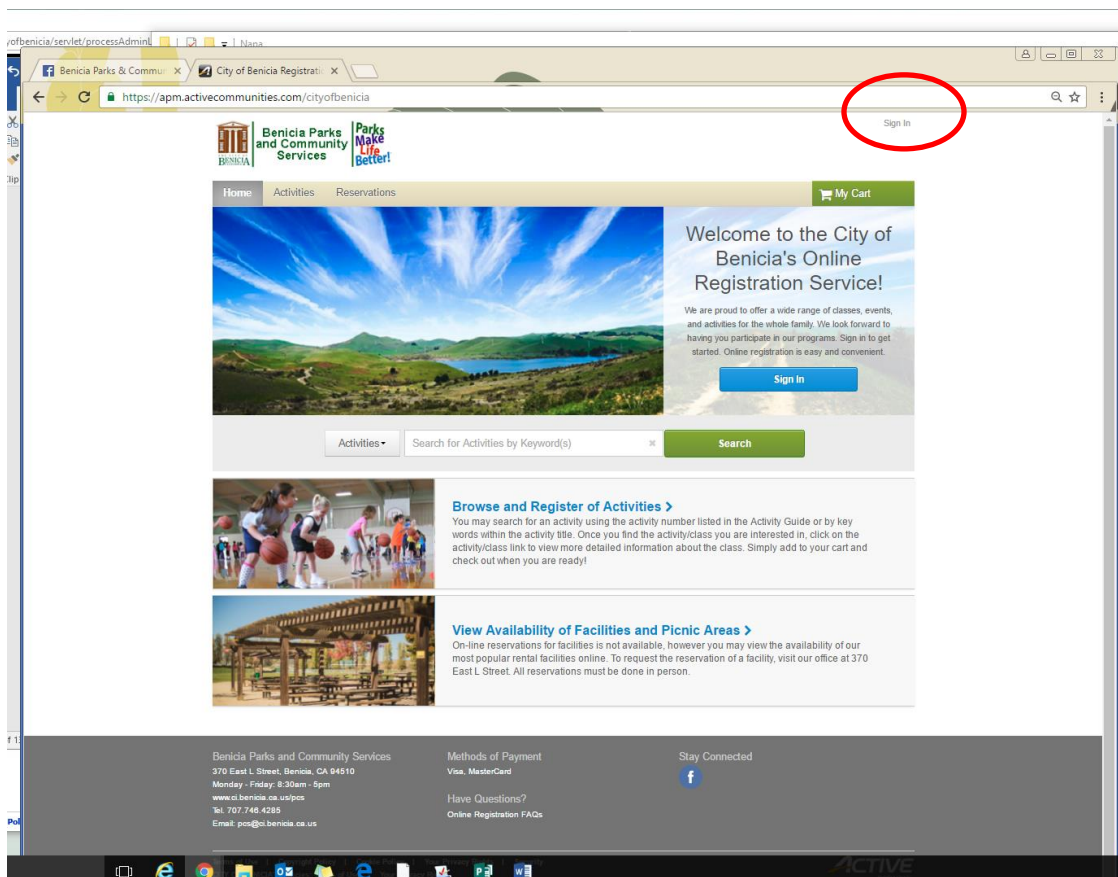 yofbenicia/servlet/processAdminL
Napa
Benicia Parks & Commun
City of Benicia Registratio
https://apm.activecommunities.com/cityofbenicia
Sign In
BENICIA
Benicia Parks
and Community
Services
Parks
Make
Life
Better!
Home
Activities
Reservations
My Cart
Welcome to the City of
Benicia's Online
Registration Service!
We are proud to offer a wide range of classes, events,
and activities for the whole family. We look forward to
having you participate in our programs. Sign in to get
started. Online registration is easy and convenient.
Sign In
Activities
Search for Activities by Keyword(s)
Search
Browse and Register of Activities
You may search for an activity using the activity number listed in the Activity Guide or by key
words within the activity title. Once you find the activity/class you are interested in, click on the
activity/class link to view more detailed information about the class. Simply add to your cart and
check out when you are ready!
View Availability of Facilities and Picnic Areas
On-line reservations for facilities is not available, however you may view the availability of our
most popular rental facilities online. To request the reservation of a facility, visit our office at 370
East L Street. All reservations must be done in person.
Benicia Parks and Community Services
370 East L Street, Benicia, CA 94510
Monday - Friday: 8:30am - 5pm
www.ci.benicia.ca.us/pcs
Tel. 707.746.4285
Email: pcs@ci.benicia.ca.us
Methods of Payment
Visa, MasterCard
Have Questions?
Online Registration FAQs
Stay Connected
ACTIVE